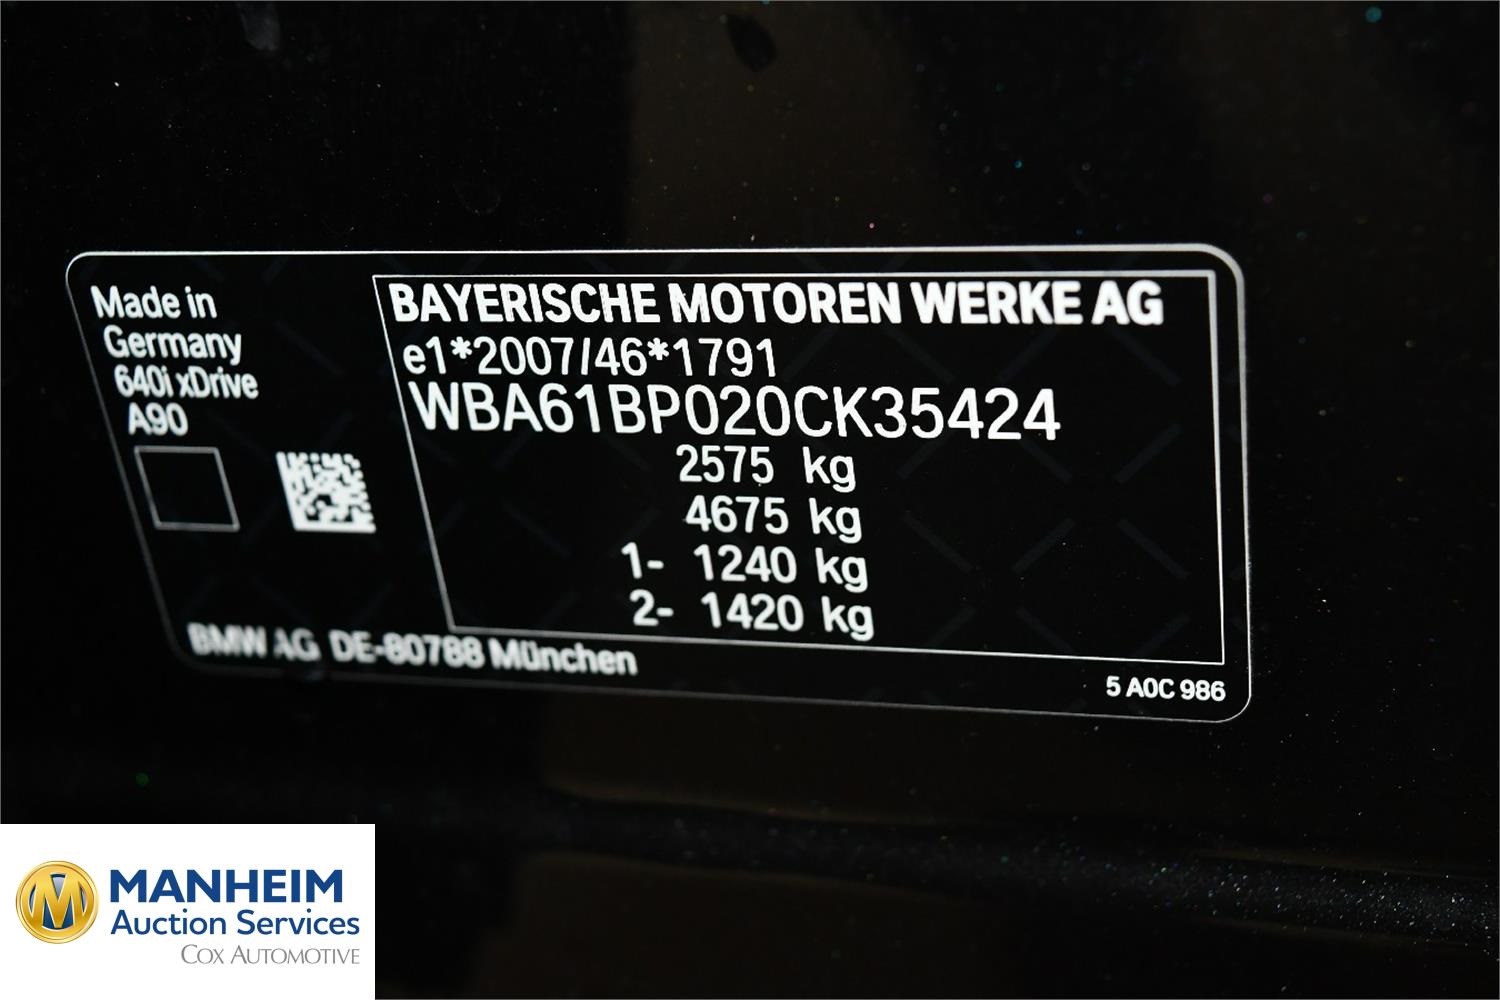 Made in
Germany
640i xDrive
A90
BAYERISCHE MOTOREN WERKE AG
e1*2007/46*1791
WBA61BP020CK35424
2575 kg
4675 kg
1- 1240 kg
2- 1420 kg
BMW AG DE-80788 München
5 A0C 986
MANHEIM
Auction Services
COX AUTOMOTIVE